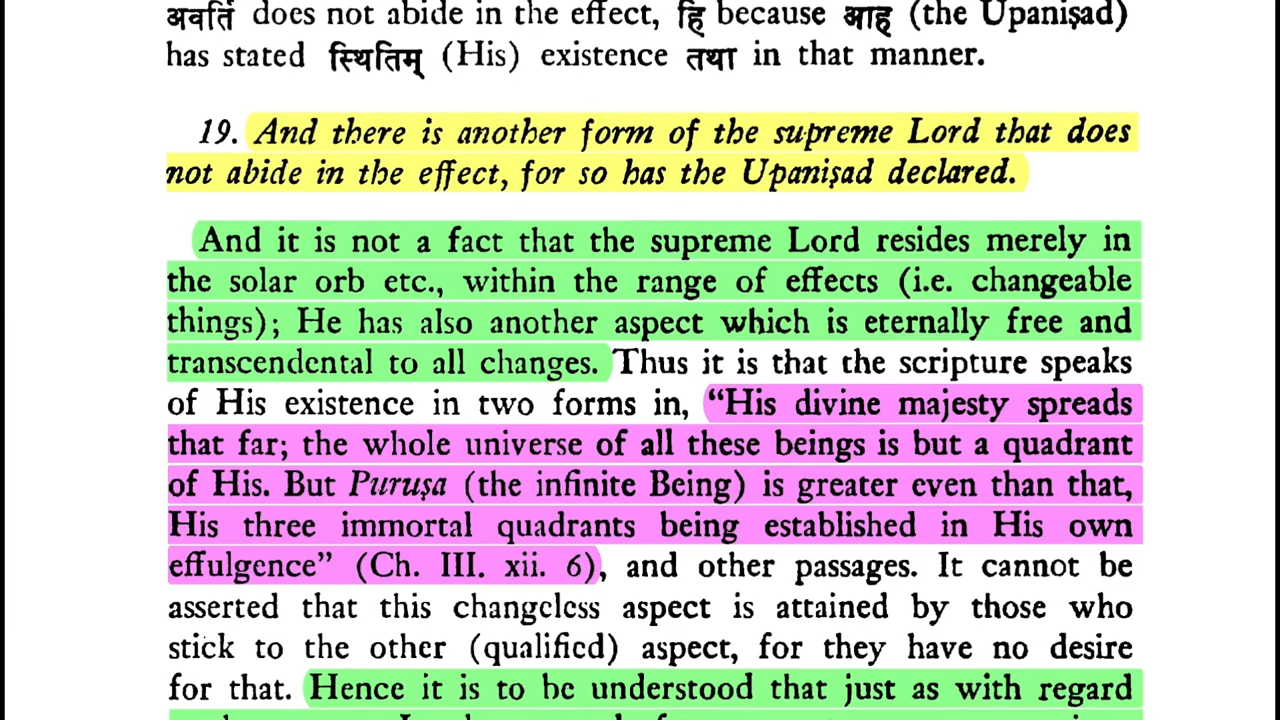 अवर्ति does not abide in the effect, हि because आह (the Upaniṣad)
has stated स्थितिम् (His) existence तथा in that manner.
19. And there is another form of the supreme Lord that does
not abide in the effect, for so has the Upaniṣad declared.
And it is not a fact that the supreme Lord resides merely in
the solar orb etc., within the range of effects (i.e. changeable
things); He has also another aspect which is eternally free and
transcendental to all changes. Thus it is that the scripture speaks
of His existence in two forms in, “His divine majesty spreads
that far; the whole universe of all these beings is but a quadrant
of His. But Puruṣa (the infinite Being) is greater even than that,
His three immortal quadrants being established in His own
effulgence” (Ch. III. xii. 6), and other passages. It cannot be
asserted that this changeless aspect is attained by those who
stick to the other (qualified) aspect, for they have no desire
for that. Hence it is to be understood that just as with regard